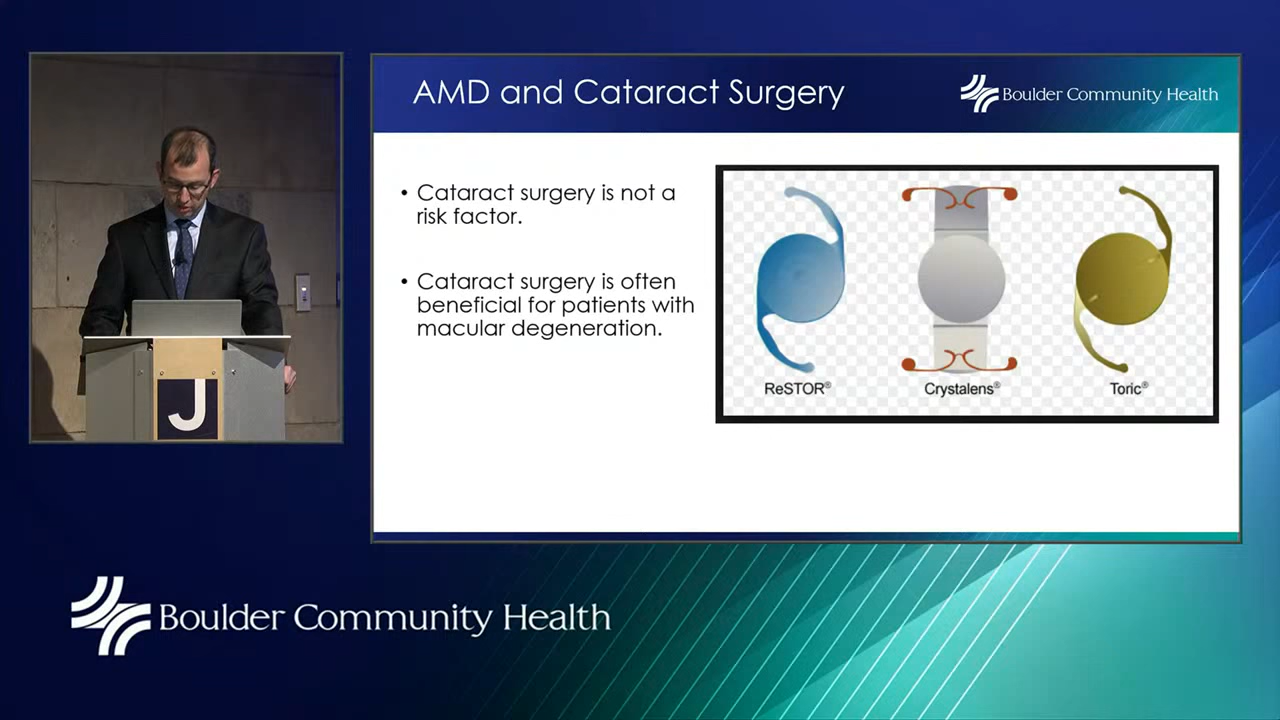 AMD and Cataract Surgery
Boulder Community Health
• Cataract surgery is not a
risk factor.
• Cataract surgery is often
beneficial for patients with
macular degeneration.
ReSTOR®
Crystalens®
Toric®
J
Boulder Community Health